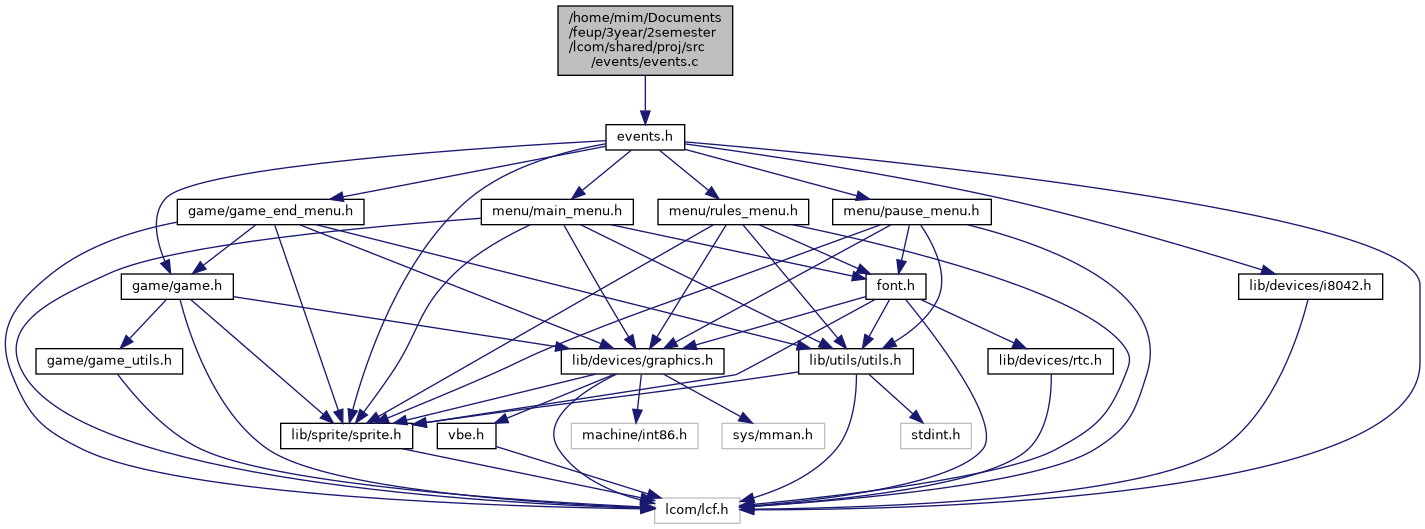 /home/mim/Documents
/feup/3year/2semester
/lcom/shared/proj/src
/events/events.c
events.h
game/game_end_menu.h
menu/main_menu.h
menu/rules_menu.h
menu/pause_menu.h
game/game.h
font.h
lib/devices/i8042.h
game/game_utils.h
lib/devices/graphics.h
lib/utils/utils.h
lib/devices/rtc.h
lib/sprite/sprite.h
vbe.h
machine/int86.h
sys/mman.h
stdint.h
lcom/lcf.h